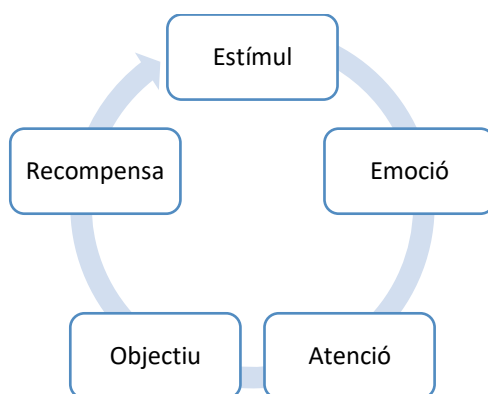 Estímul
Emoció
Atenció
Objectiu
Recompensa